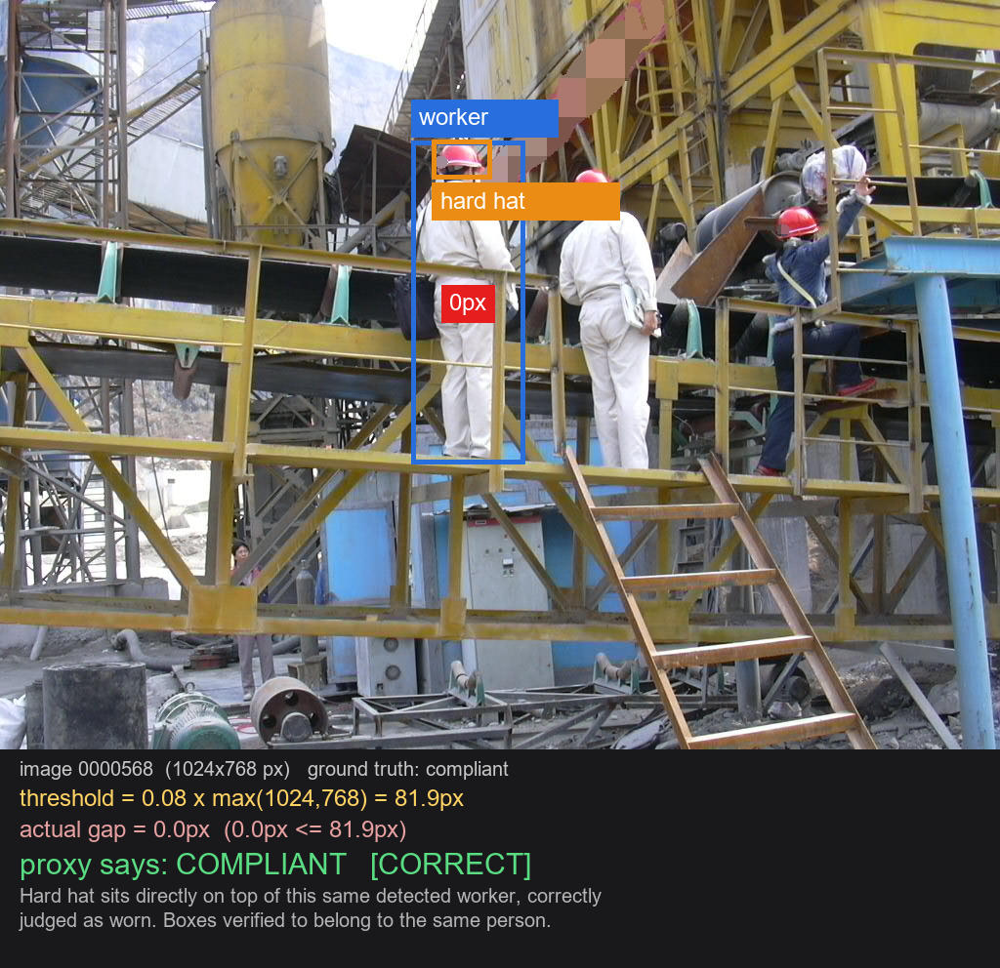 worker
hard hat
0px
image 0000568  (1024x768 px)   ground truth: compliant
threshold = 0.08 x max(1024,768) = 81.9px
actual gap = 0.0px  (0.0px <= 81.9px)
proxy says: COMPLIANT   [CORRECT]
Hard hat sits directly on top of this same detected worker, correctly
judged as worn. Boxes verified to belong to the same person.